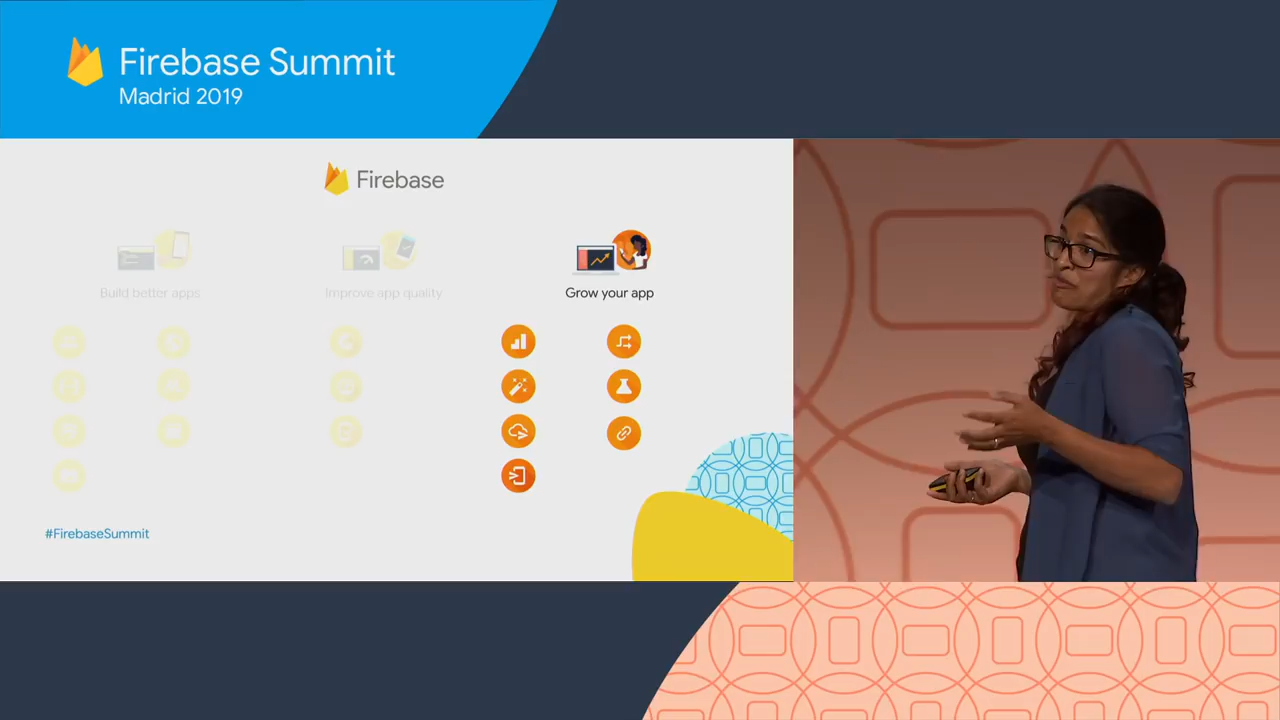 Firebase Summit
Madrid 2019
Firebase
Build better apps
Improve app quality
Grow your app
#FirebaseSummit